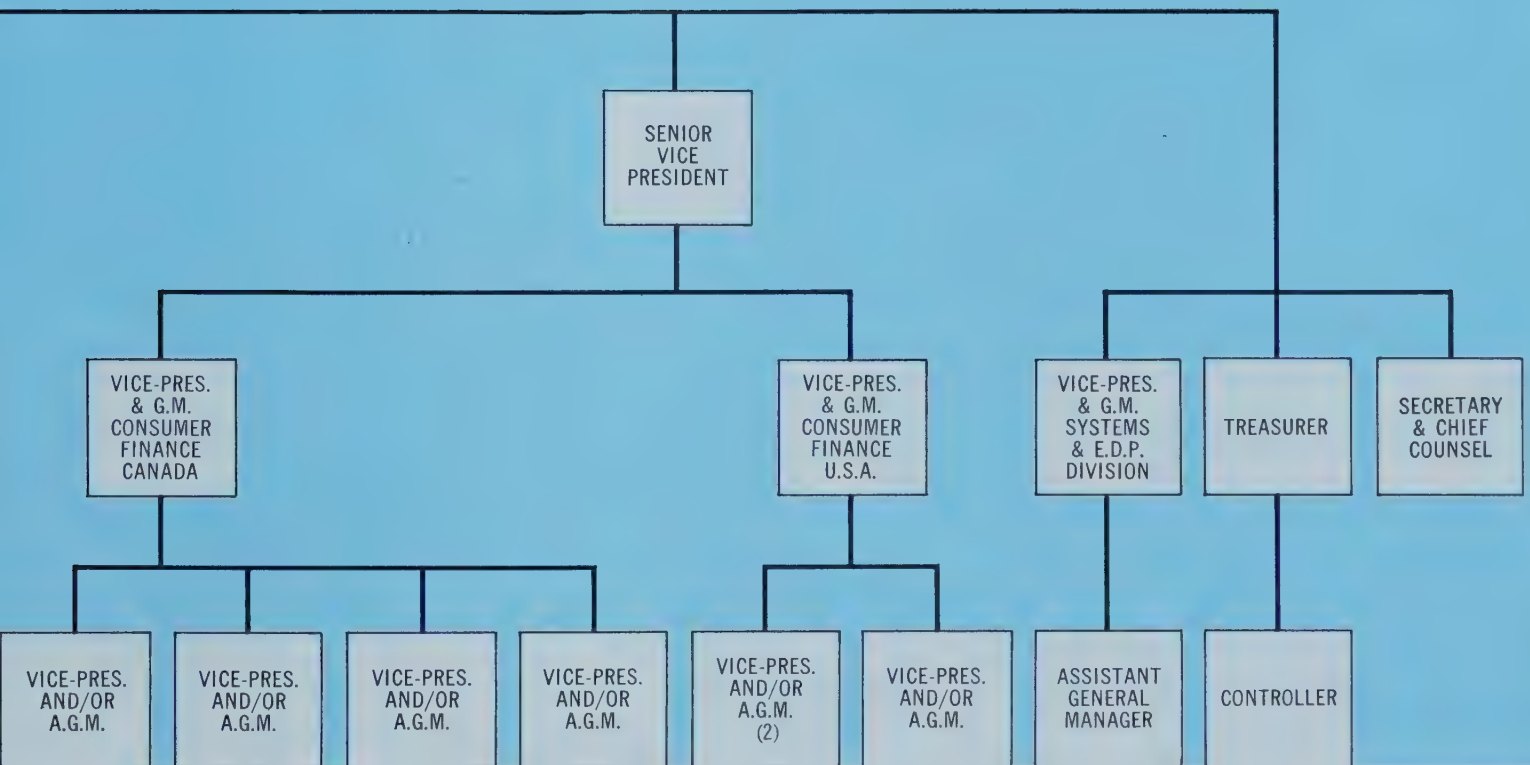 SENIOR
VICE
PRESIDENT
VICE-PRES.
& G.M.
CONSUMER
FINANCE
CANADA
VICE-PRES.
& G.M.
CONSUMER
FINANCE
U.S.A.
VICE-PRES.
& G.M.
SYSTEMS
& E.D.P.
DIVISION
TREASURER
SECRETARY
& CHIEF
COUNSEL
VICE-PRES.
AND/OR
A.G.M.
VICE-PRES.
AND/OR
A.G.M.
VICE-PRES.
AND/OR
A.G.M.
VICE-PRES.
AND/OR
A.G.M.
VICE-PRES.
AND/OR
A.G.M.
(2)
VICE-PRES.
AND/OR
A.G.M.
ASSISTANT
GENERAL
MANAGER
CONTROLLER